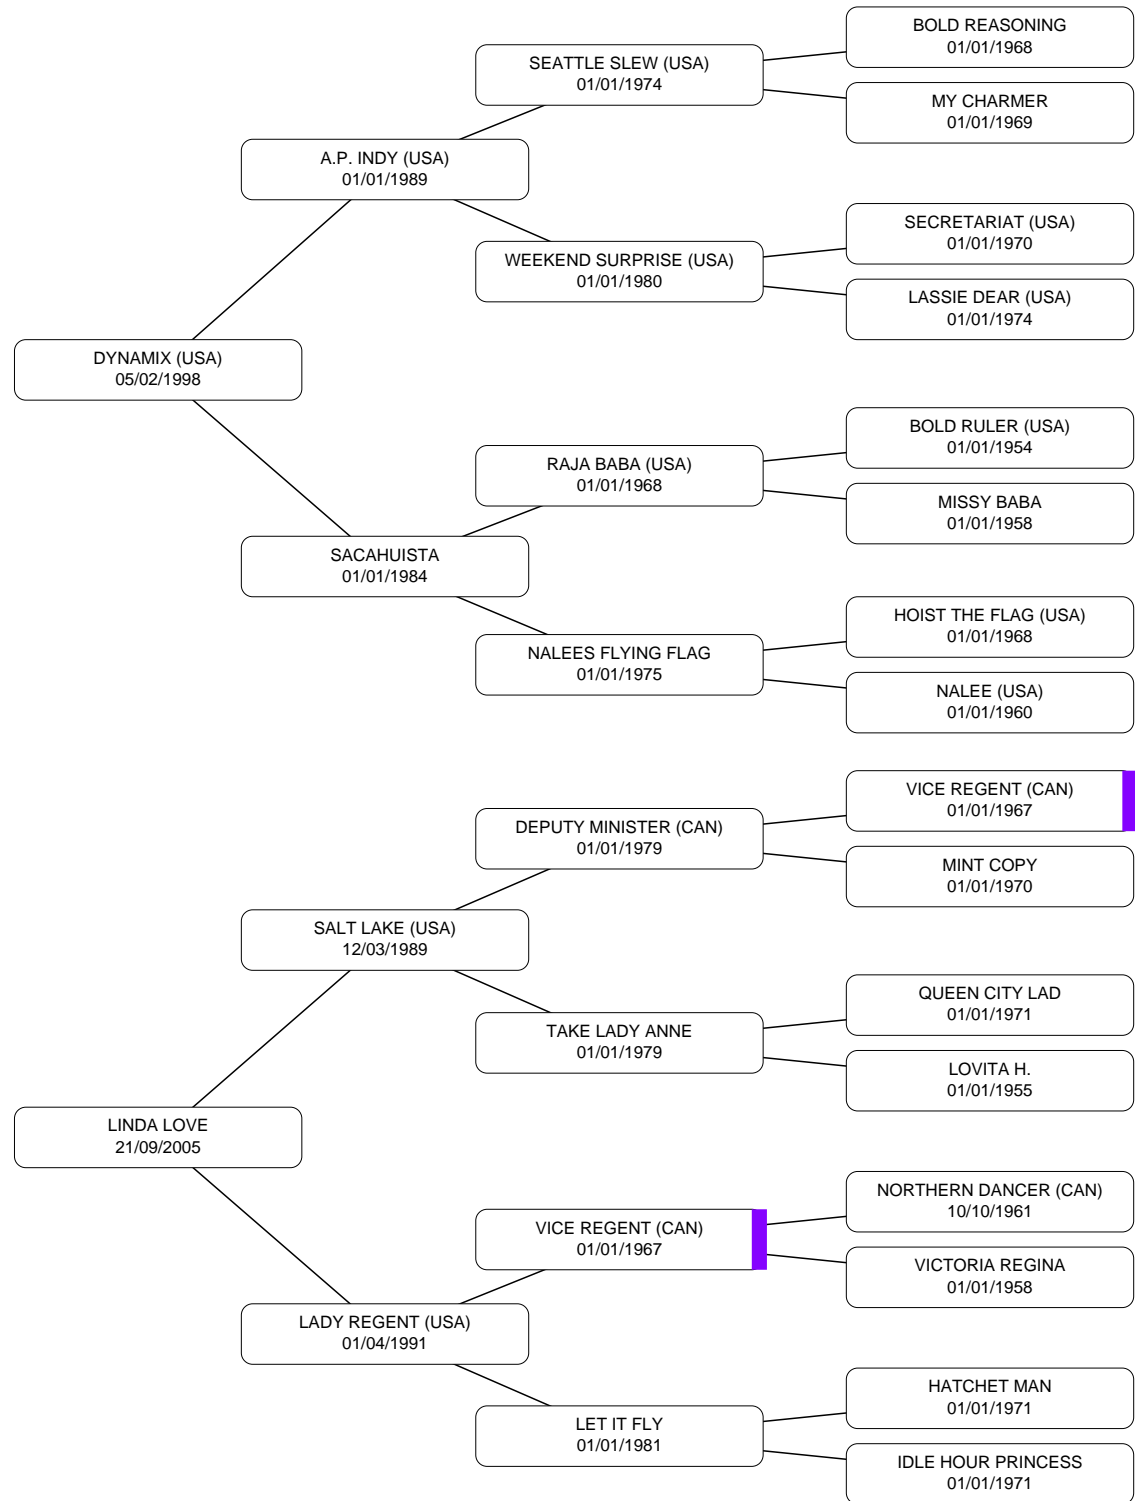 BOLD REASONING
01/01/1968
SEATTLE SLEW (USA)
01/01/1974
MY CHARMER
01/01/1969
A.P. INDY (USA)
01/01/1989
SECRETARIAT (USA)
01/01/1970
WEEKEND SURPRISE (USA)
01/01/1980
LASSIE DEAR (USA)
01/01/1974
DYNAMIX (USA)
05/02/1998
BOLD RULER (USA)
01/01/1954
RAJA BABA (USA)
01/01/1968
MISSY BABA
01/01/1958
SACAHUISTA
01/01/1984
HOIST THE FLAG (USA)
01/01/1968
NALEES FLYING FLAG
01/01/1975
NALEE (USA)
01/01/1960
VICE REGENT (CAN)
01/01/1967
DEPUTY MINISTER (CAN)
01/01/1979
MINT COPY
01/01/1970
SALT LAKE (USA)
12/03/1989
QUEEN CITY LAD
01/01/1971
TAKE LADY ANNE
01/01/1979
LOVITA H.
01/01/1955
LINDA LOVE
21/09/2005
NORTHERN DANCER (CAN)
10/10/1961
VICE REGENT (CAN)
01/01/1967
VICTORIA REGINA
01/01/1958
LADY REGENT (USA)
01/04/1991
HATCHET MAN
01/01/1971
LET IT FLY
01/01/1981
IDLE HOUR PRINCESS
01/01/1971